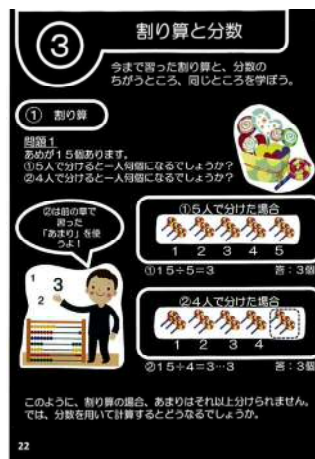 3
割り算と分数
今まで習った割り算と、分数の
ちがうところ、同じところを学ぼう。
① 割り算
問題1
あめが15個あります。
①5人で分けると一人何個になるでしょうか?
②4人で分けると一人何個になるでしょうか?
②は前の章で
習った
「あまり」を使
うよ!
1
2
3
①5人で分けた場合
1 2 3 4 5
①15÷5=3 答:3個
②4人で分けた場合
1 2 3 4
②15÷4=3…3 答:3個
このように、割り算の場合、あまりはそれ以上分けられません。
では、分数を用いて計算するとどうなるでしょうか。
22